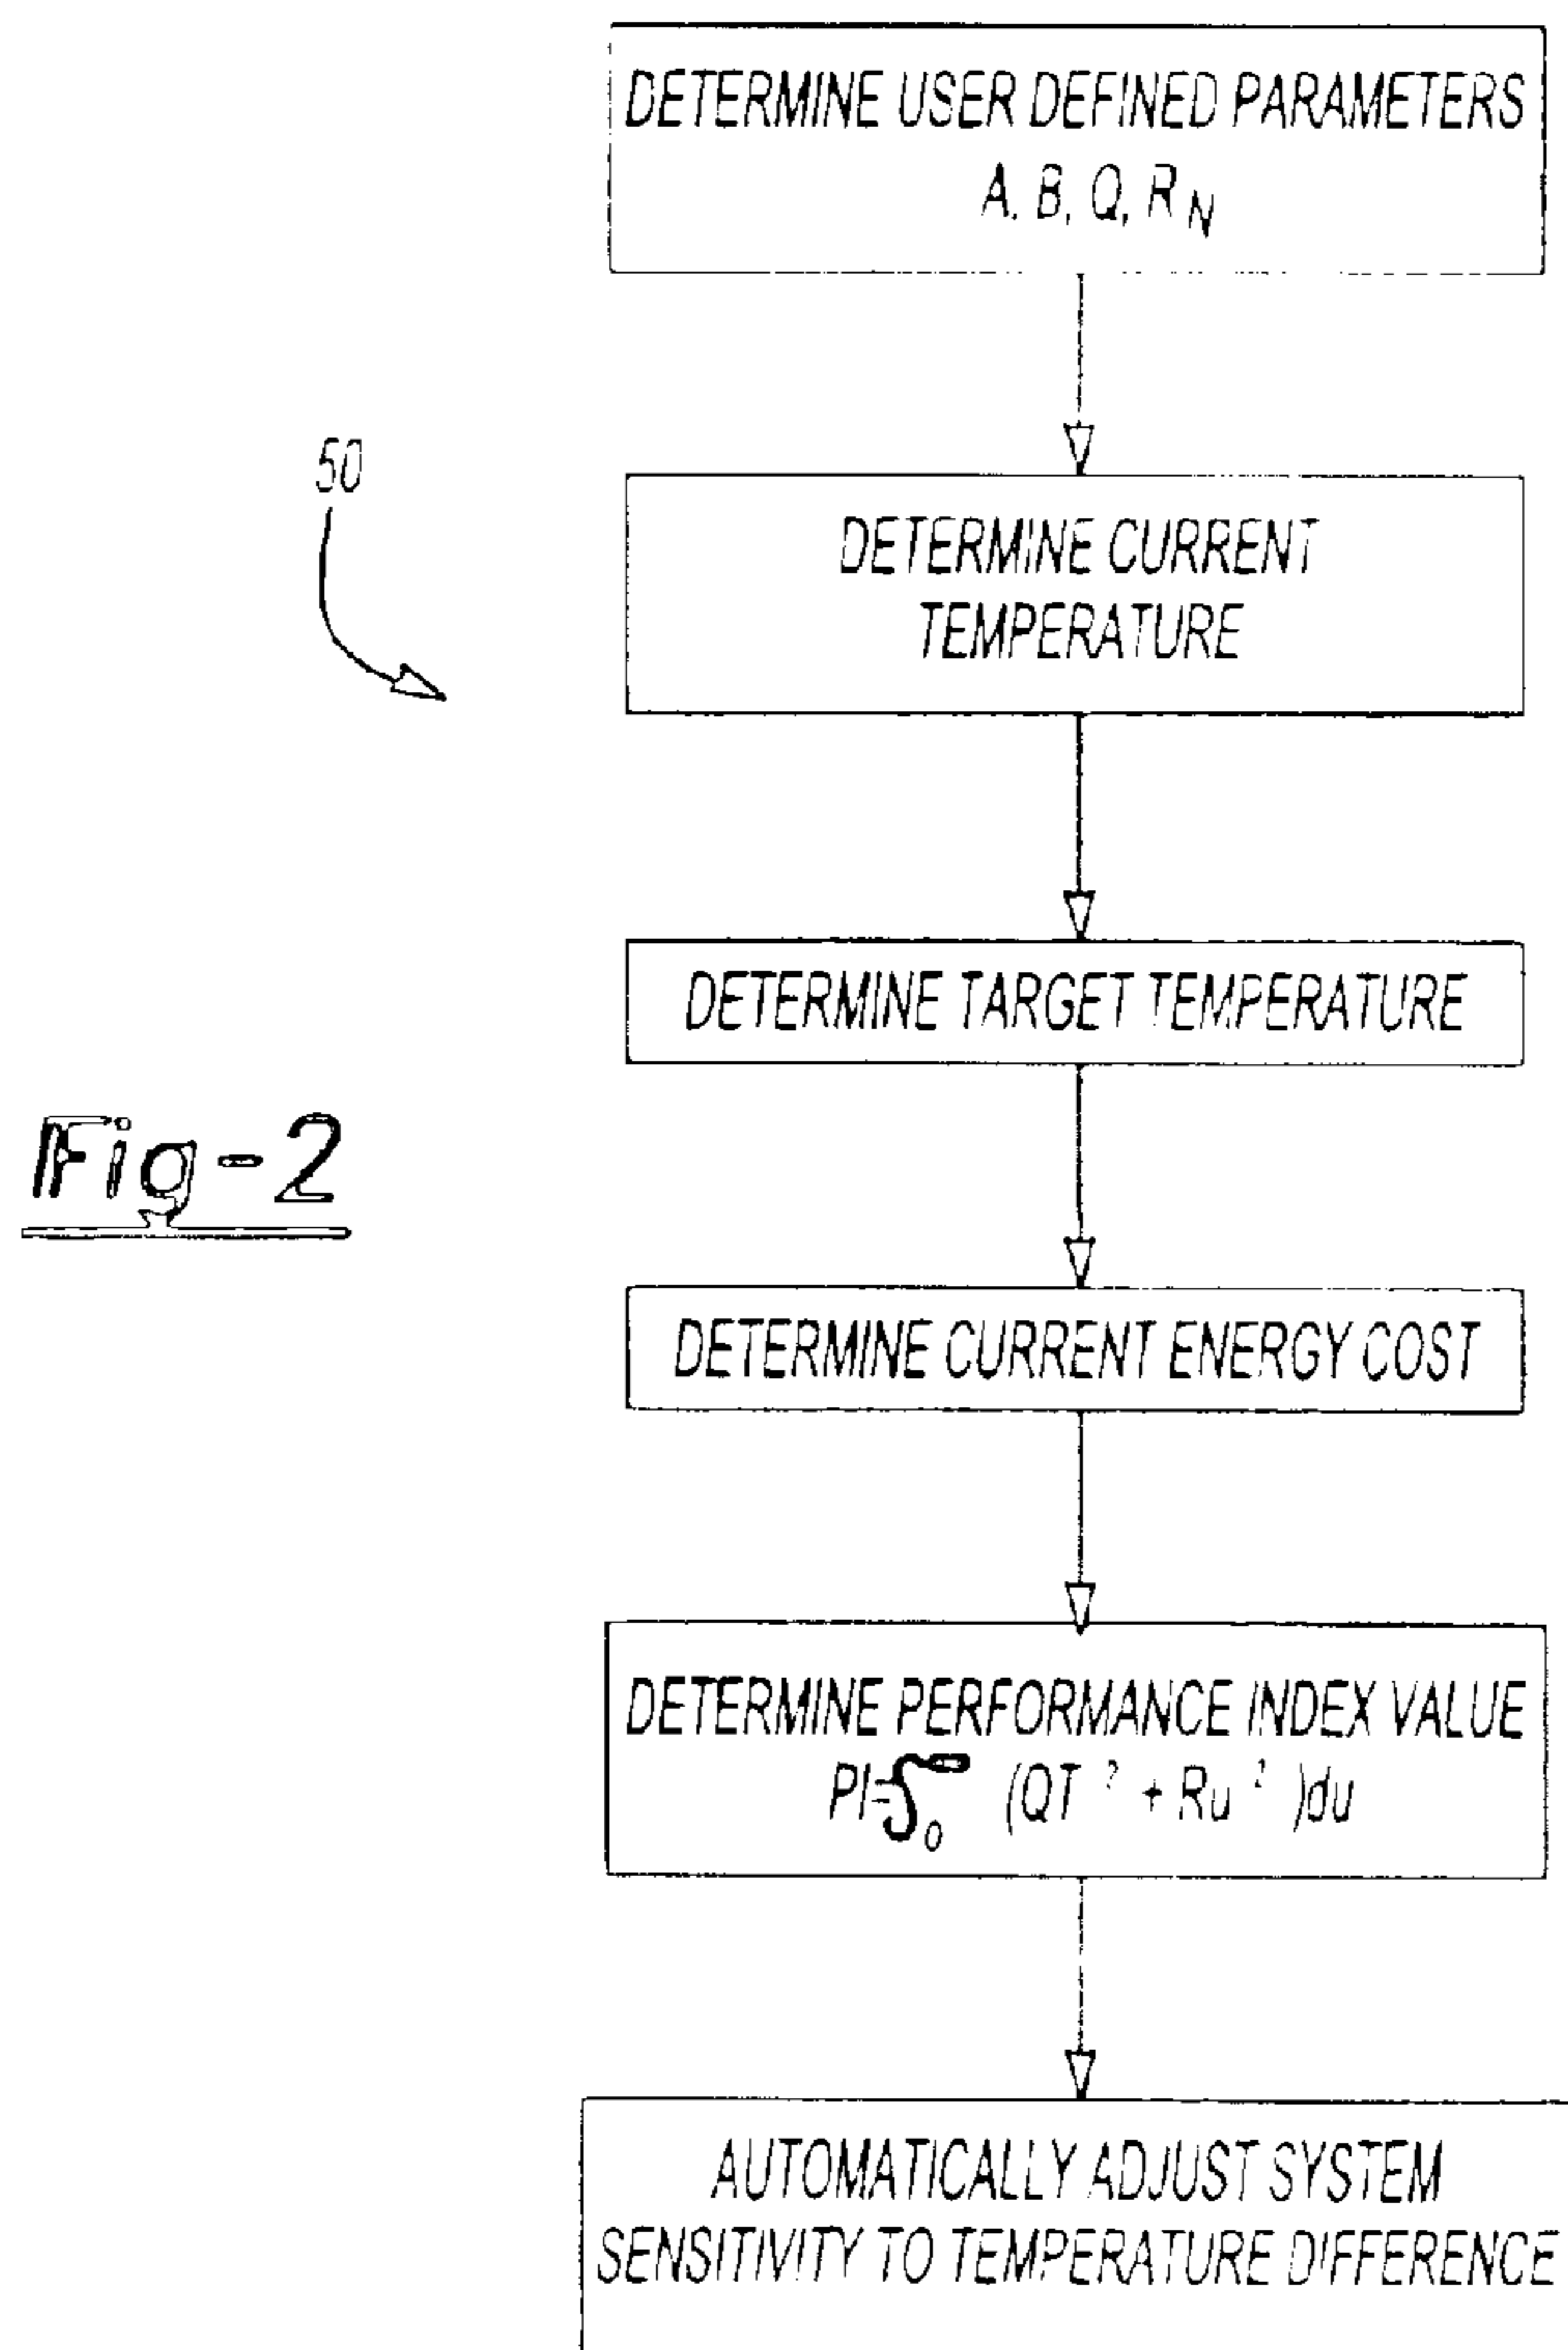 DETERMINE USER DEFINED PARAMETERS
A, B, Q, R N
50
DETERMINE CURRENT
TEMPERATURE
DETERMINE TARGET TEMPERATURE
Fig-2
DETERMINE CURRENT ENERGY COST
DETERMINE PERFORMANCE INDEX VALUE
PI=∫₀^∞ (QT ² + Ru ² )du
AUTOMATICALLY ADJUST SYSTEM
SENSITIVITY TO TEMPERATURE DIFFERENCE